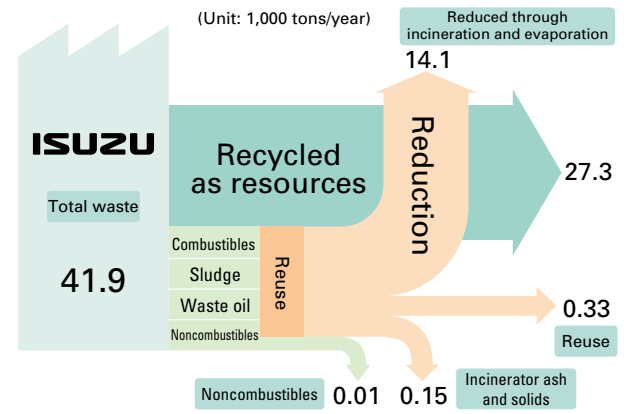 (Unit: 1,000 tons/year)
Reduced through
incineration and evaporation
14.1
ISUZU
Total waste
41.9
Recycled
as resources
Reduction
27.3
Combustibles
Sludge
Waste oil
Noncombustibles
Reuse
0.33
Reuse
Noncombustibles
0.01
0.15
Incinerator ash
and solids